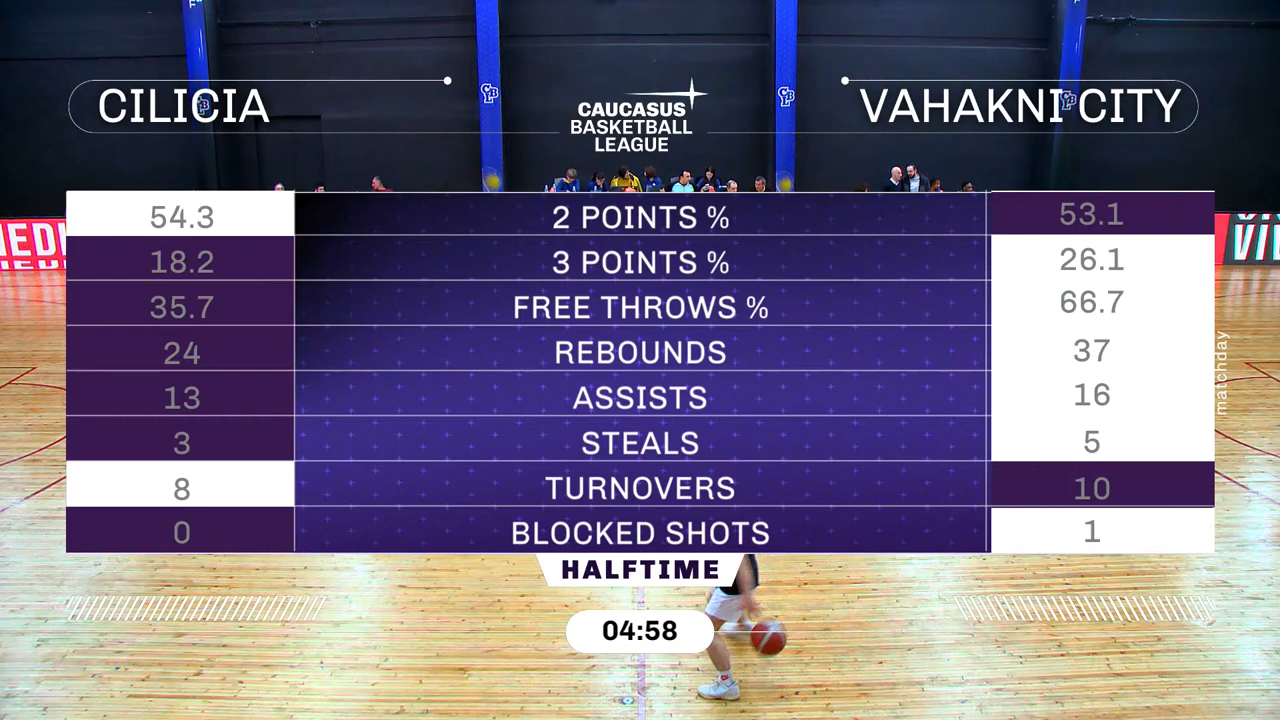 CILICIA
CAUCASUS
BASKETBALL
LEAGUE
VAHAKNI CITY
54.3 2 POINTS % 53.1
18.2 3 POINTS % 26.1
35.7 FREE THROWS % 66.7
24 REBOUNDS 37
13 ASSISTS 16
3 STEALS 5
8 TURNOVERS 10
0 BLOCKED SHOTS 1
matchday
HALFTIME
04:58